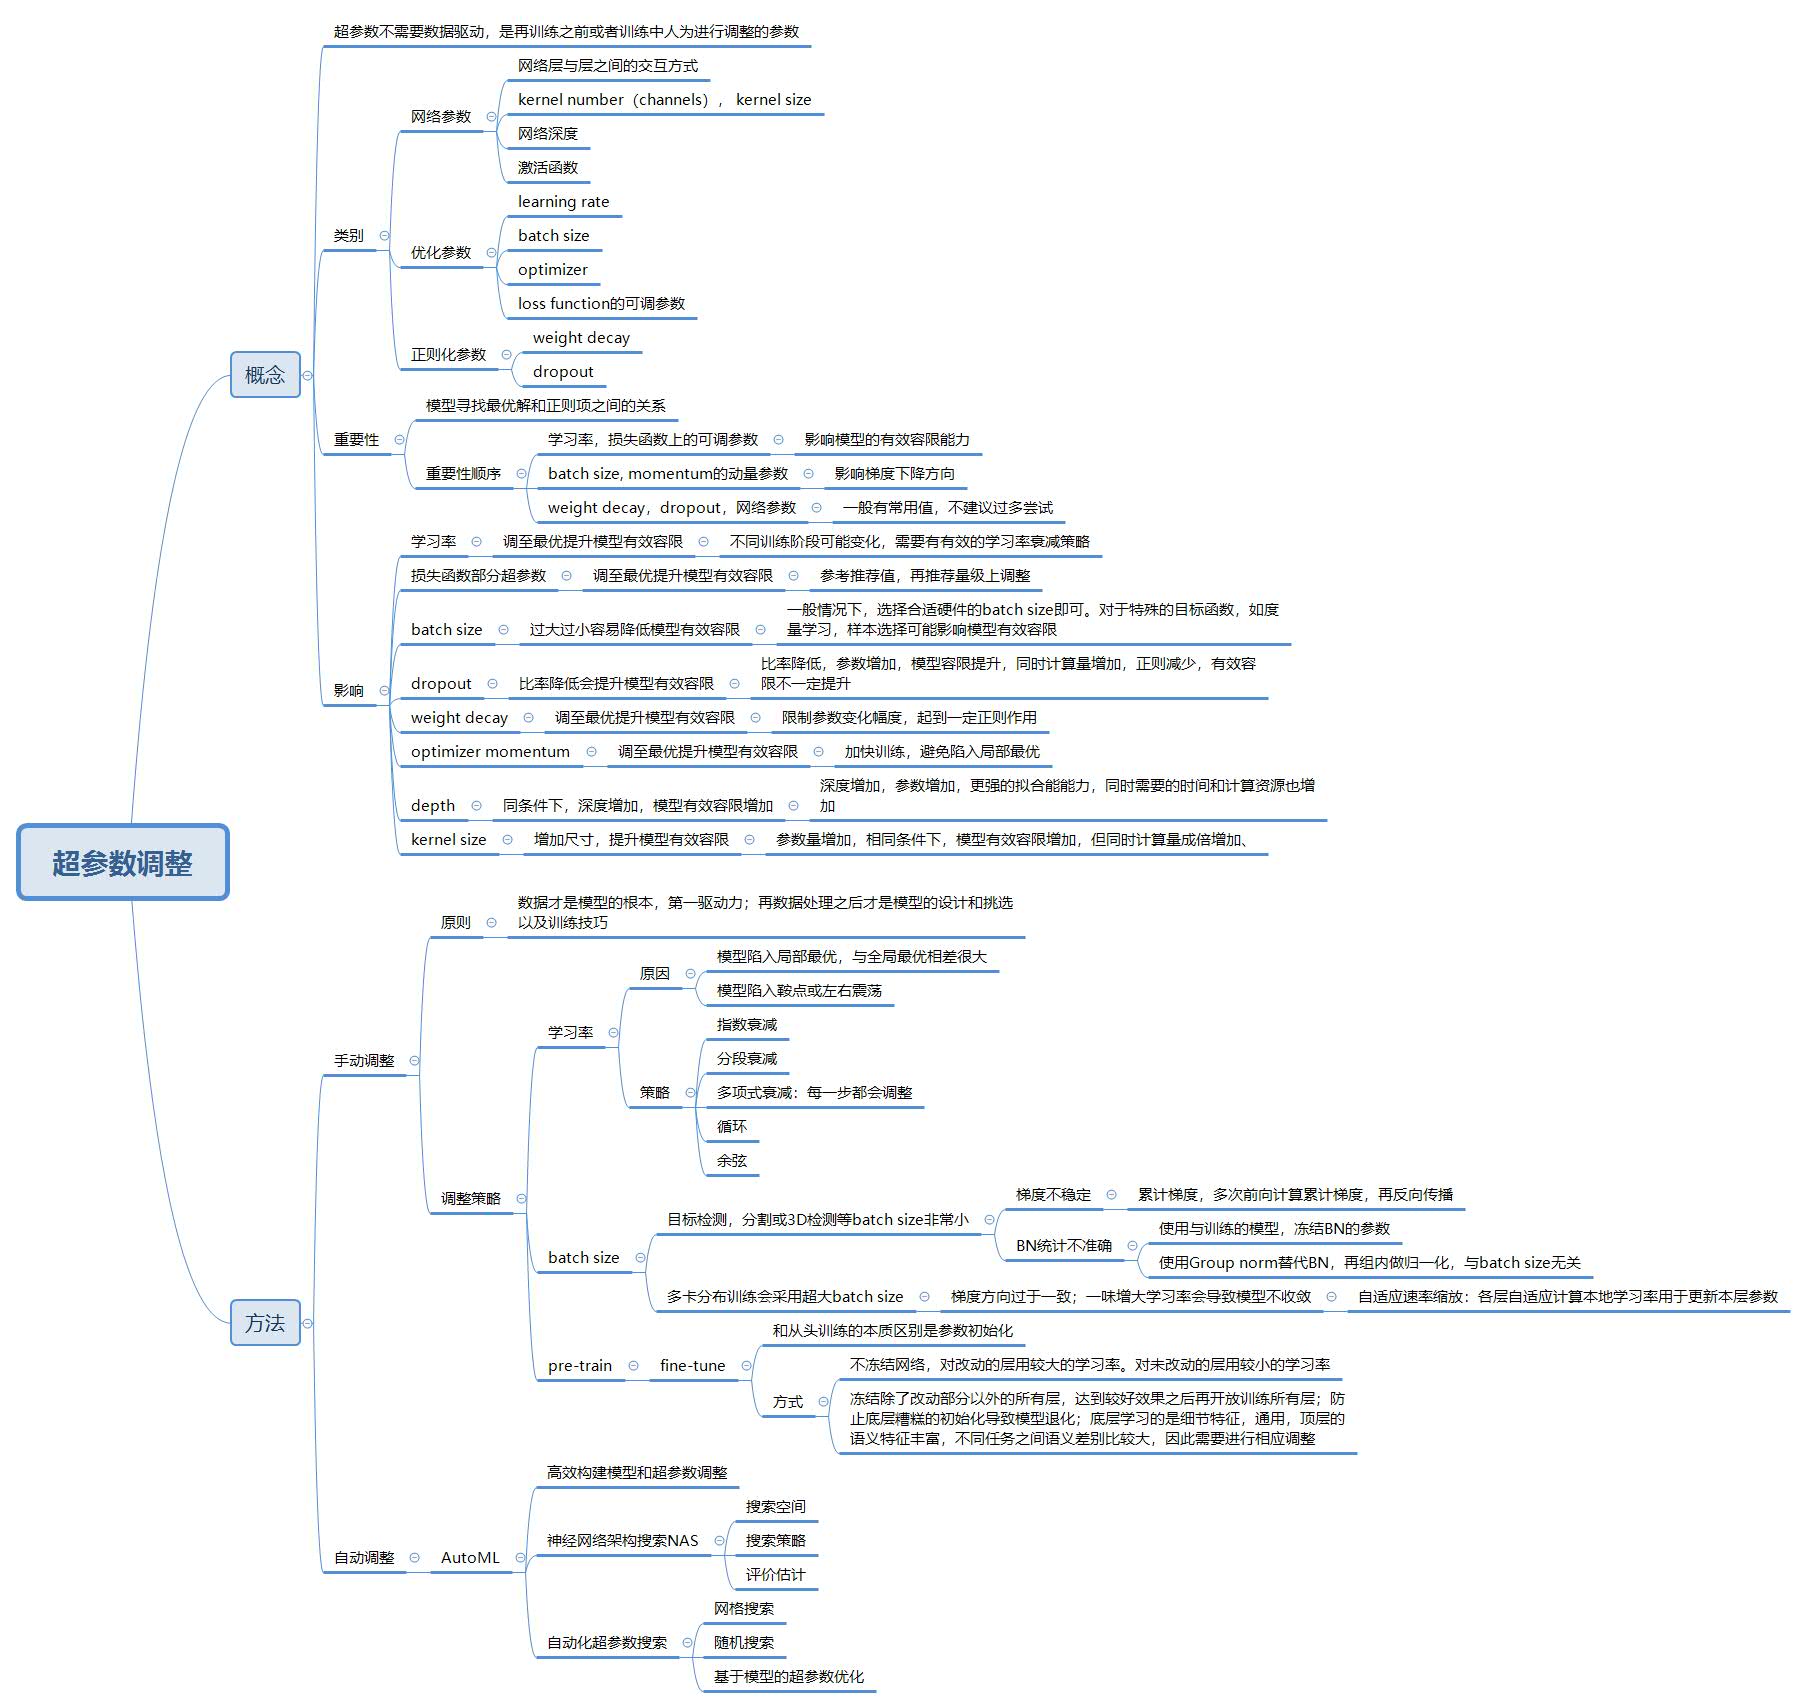 超参数不需要数据驱动，是再训练之前或者训练中人为进行调整的参数
网络层与层之间的交互方式
kernel number（channels）， kernel size
网络参数
网络深度
激活函数
learning rate
类别
batch size
优化参数
optimizer
loss function的可调参数
weight decay
正则化参数
dropout
概念
模型寻找最优解和正则项之间的关系
重要性
学习率，损失函数上的可调参数
影响模型的有效容限能力
重要性顺序
batch size, momentum的动量参数
影响梯度下降方向
weight decay，dropout，网络参数
一般有常用值，不建议过多尝试
学习率
调至最优提升模型有效容限
不同训练阶段可能变化，需要有有效的学习率衰减策略
损失函数部分超参数
调至最优提升模型有效容限
参考推荐值，再推荐量级上调整
batch size
过大过小容易降低模型有效容限
一般情况下，选择合适硬件的batch size即可。对于特殊的目标函数，如度
量学习，样本选择可能影响模型有效容限
影响
dropout
比率降低会提升模型有效容限
比率降低，参数增加，模型容限提升，同时计算量增加，正则减少，有效容
限不一定提升
weight decay
调至最优提升模型有效容限
限制参数变化幅度，起到一定正则作用
optimizer momentum
调至最优提升模型有效容限
加快训练，避免陷入局部最优
depth
同条件下，深度增加，模型有效容限增加
深度增加，参数增加，更强的拟合能能力，同时需要的时间和计算资源也增
加
kernel size
增加尺寸，提升模型有效容限
参数量增加，相同条件下，模型有效容限增加，但同时计算量成倍增加、
超参数调整
原则
数据才是模型的根本，第一驱动力；再数据处理之后才是模型的设计和挑选
以及训练技巧
原因
模型陷入局部最优，与全局最优相差很大
模型陷入鞍点或左右震荡
学习率
手动调整
策略
指数衰减
分段衰减
多项式衰减：每一步都会调整
循环
余弦
调整策略
目标检测，分割或3D检测等batch size非常小
梯度不稳定
累计梯度，多次前向计算累计梯度，再反向传播
BN统计不准确
使用与训练的模型，冻结BN的参数
使用Group norm替代BN，再组内做归一化，与batch size无关
batch size
多卡分布训练会采用超大batch size
梯度方向过于一致；一味增大学习率会导致模型不收敛
自适应速率缩放：各层自适应计算本地学习率用于更新本层参数
方法
和从头训练的本质区别是参数初始化
pre-train
fine-tune
方式
不冻结网络，对改动的层用较大的学习率。对未改动的层用较小的学习率
冻结除了改动部分以外的所有层，达到较好效果之后再开放训练所有层；防
止底层糟糕的初始化导致模型退化；底层学习的是细节特征，通用，顶层的
语义特征丰富，不同任务之间语义差别比较大，因此需要进行相应调整
高效构建模型和超参数调整
搜索空间
神经网络架构搜索NAS
搜索策略
评价估计
自动调整
AutoML
网格搜索
自动化超参数搜索
随机搜索
基于模型的超参数优化